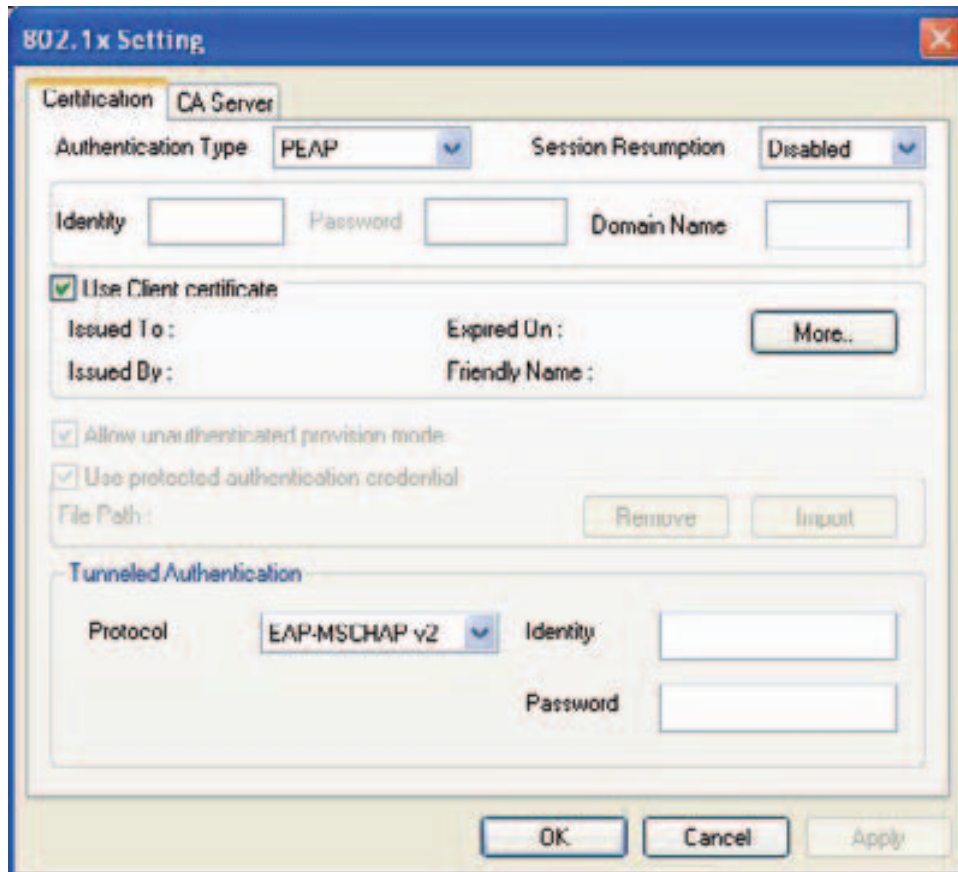 802.1x Setting
Certification CA Server
Authentication Type PEAP Session Resumption Disabled
Identity Password Domain Name
Use Client certificate
Issued To : Expired On : More..
Issued By : Friendly Name :
Allow unauthenticated provision mode
Use protected authentication credential
File Path : Remove Import
Tunneled Authentication
Protocol EAP-MSCHAP v2 Identity
Password
OK Cancel Apply